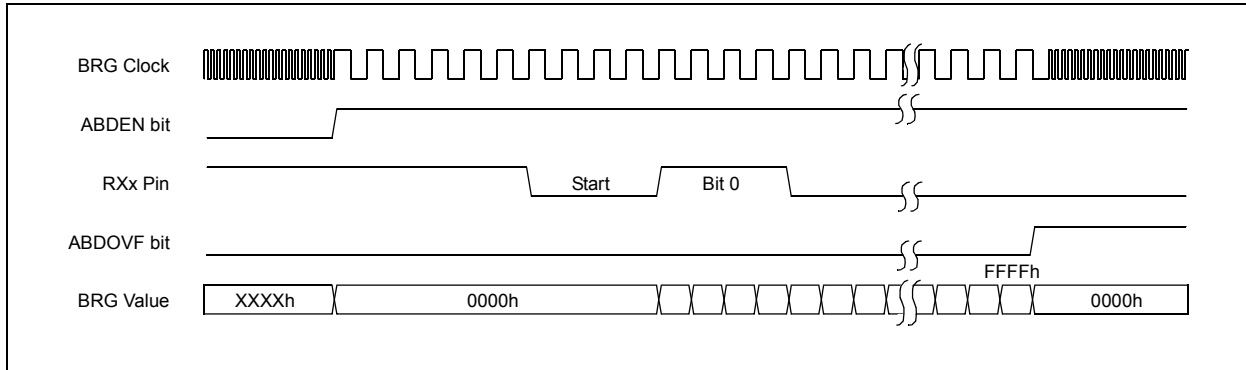 BRG Clock
ABDEN bit
RXx Pin
Start
Bit 0
ABDOVF bit
FFFFh
BRG Value
XXXXh
0000h
0000h